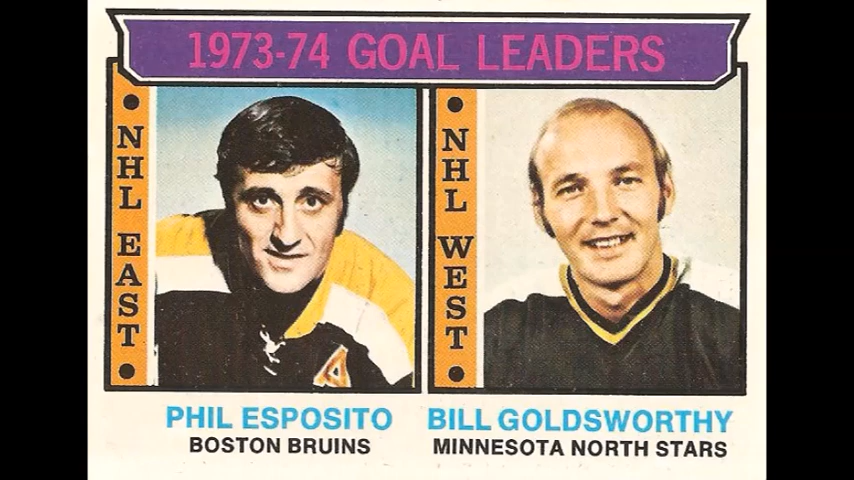 1973-74 GOAL LEADERS
NHL EAST
NHL WEST
PHIL ESPOSITO
BOSTON BRUINS
BILL GOLDSWORTHY
MINNESOTA NORTH STARS